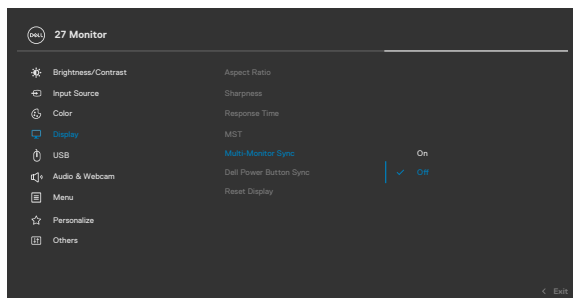 DELL 27 Monitor
Brightness/Contrast
Input Source
Color
Display
USB
Audio & Webcam
Menu
Personalize
Others
Aspect Ratio
Sharpness
Response Time
MST
Multi-Monitor Sync
Dell Power Button Sync
Reset Display
On
Off
Exit